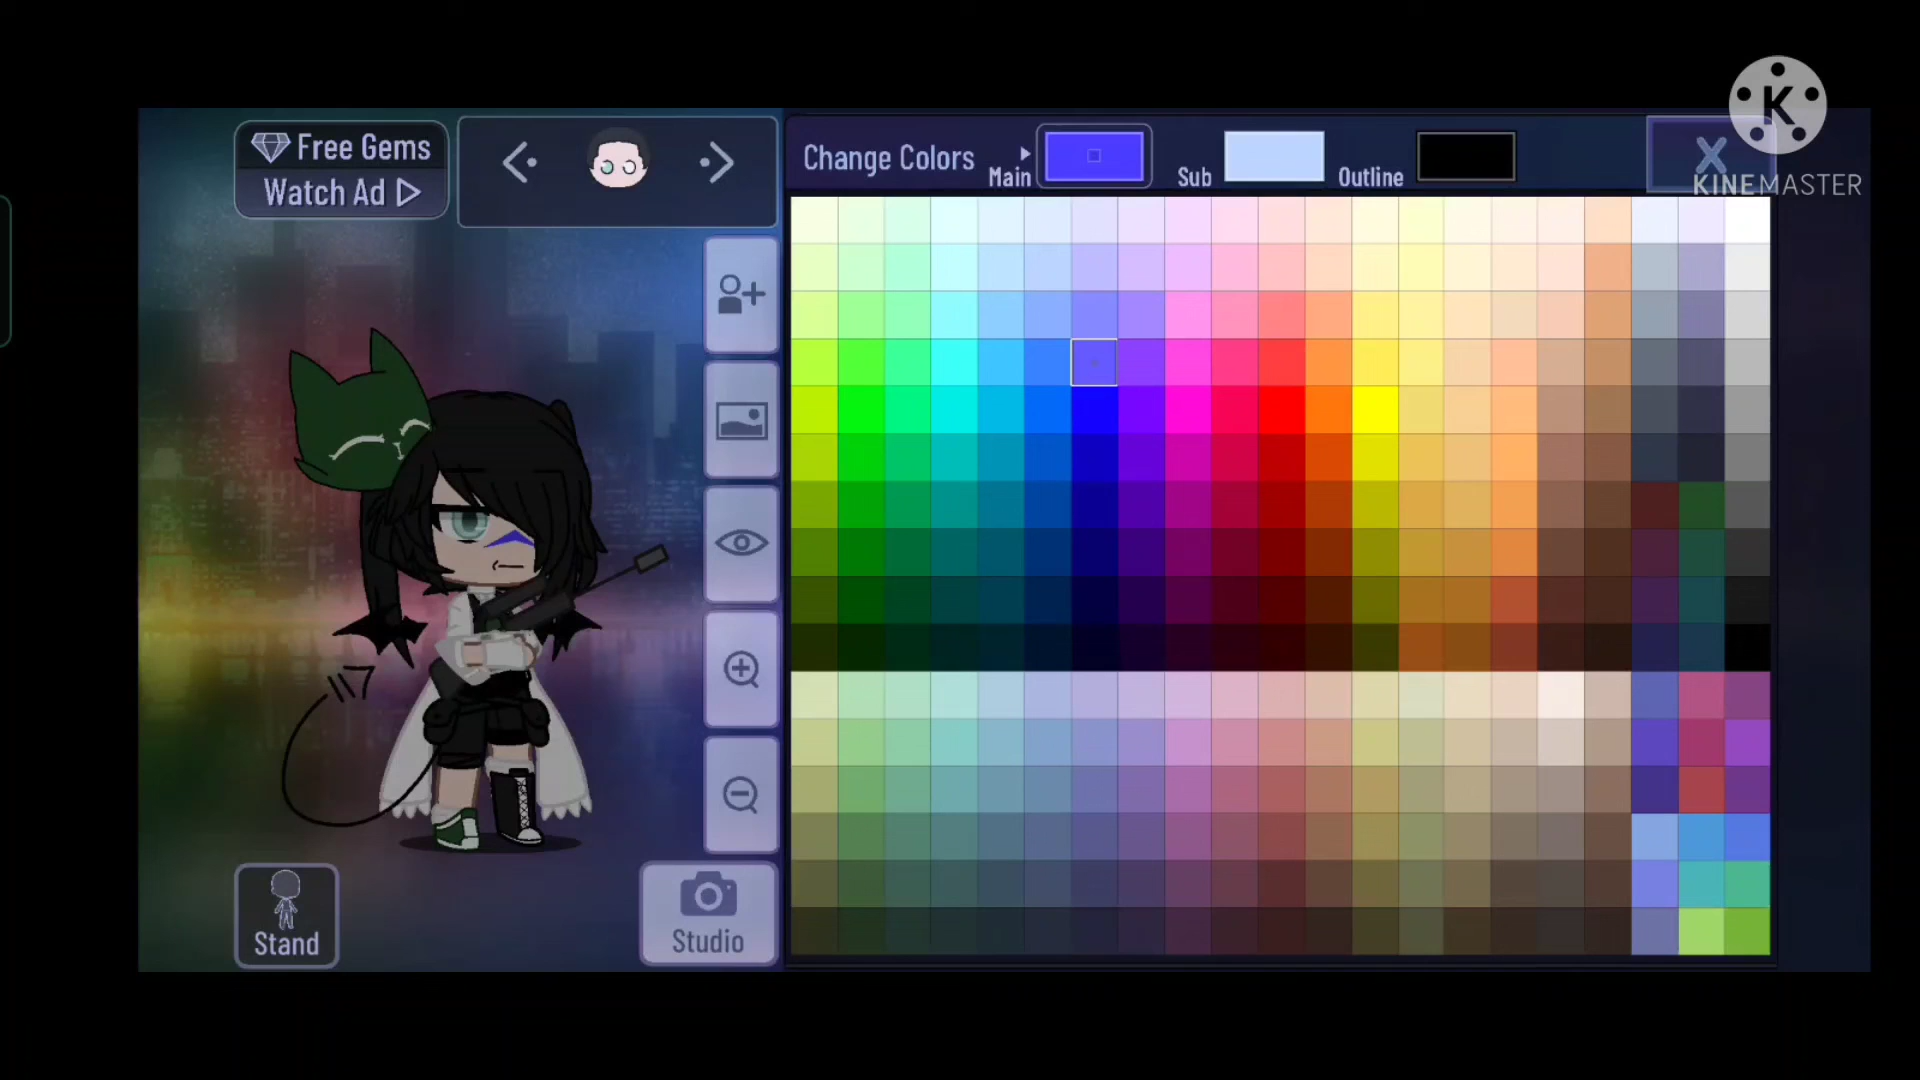 Free Gems
Watch Ad
Change Colors
Main
Sub
Outline
X
K
KINEMASTER
Stand
Studio